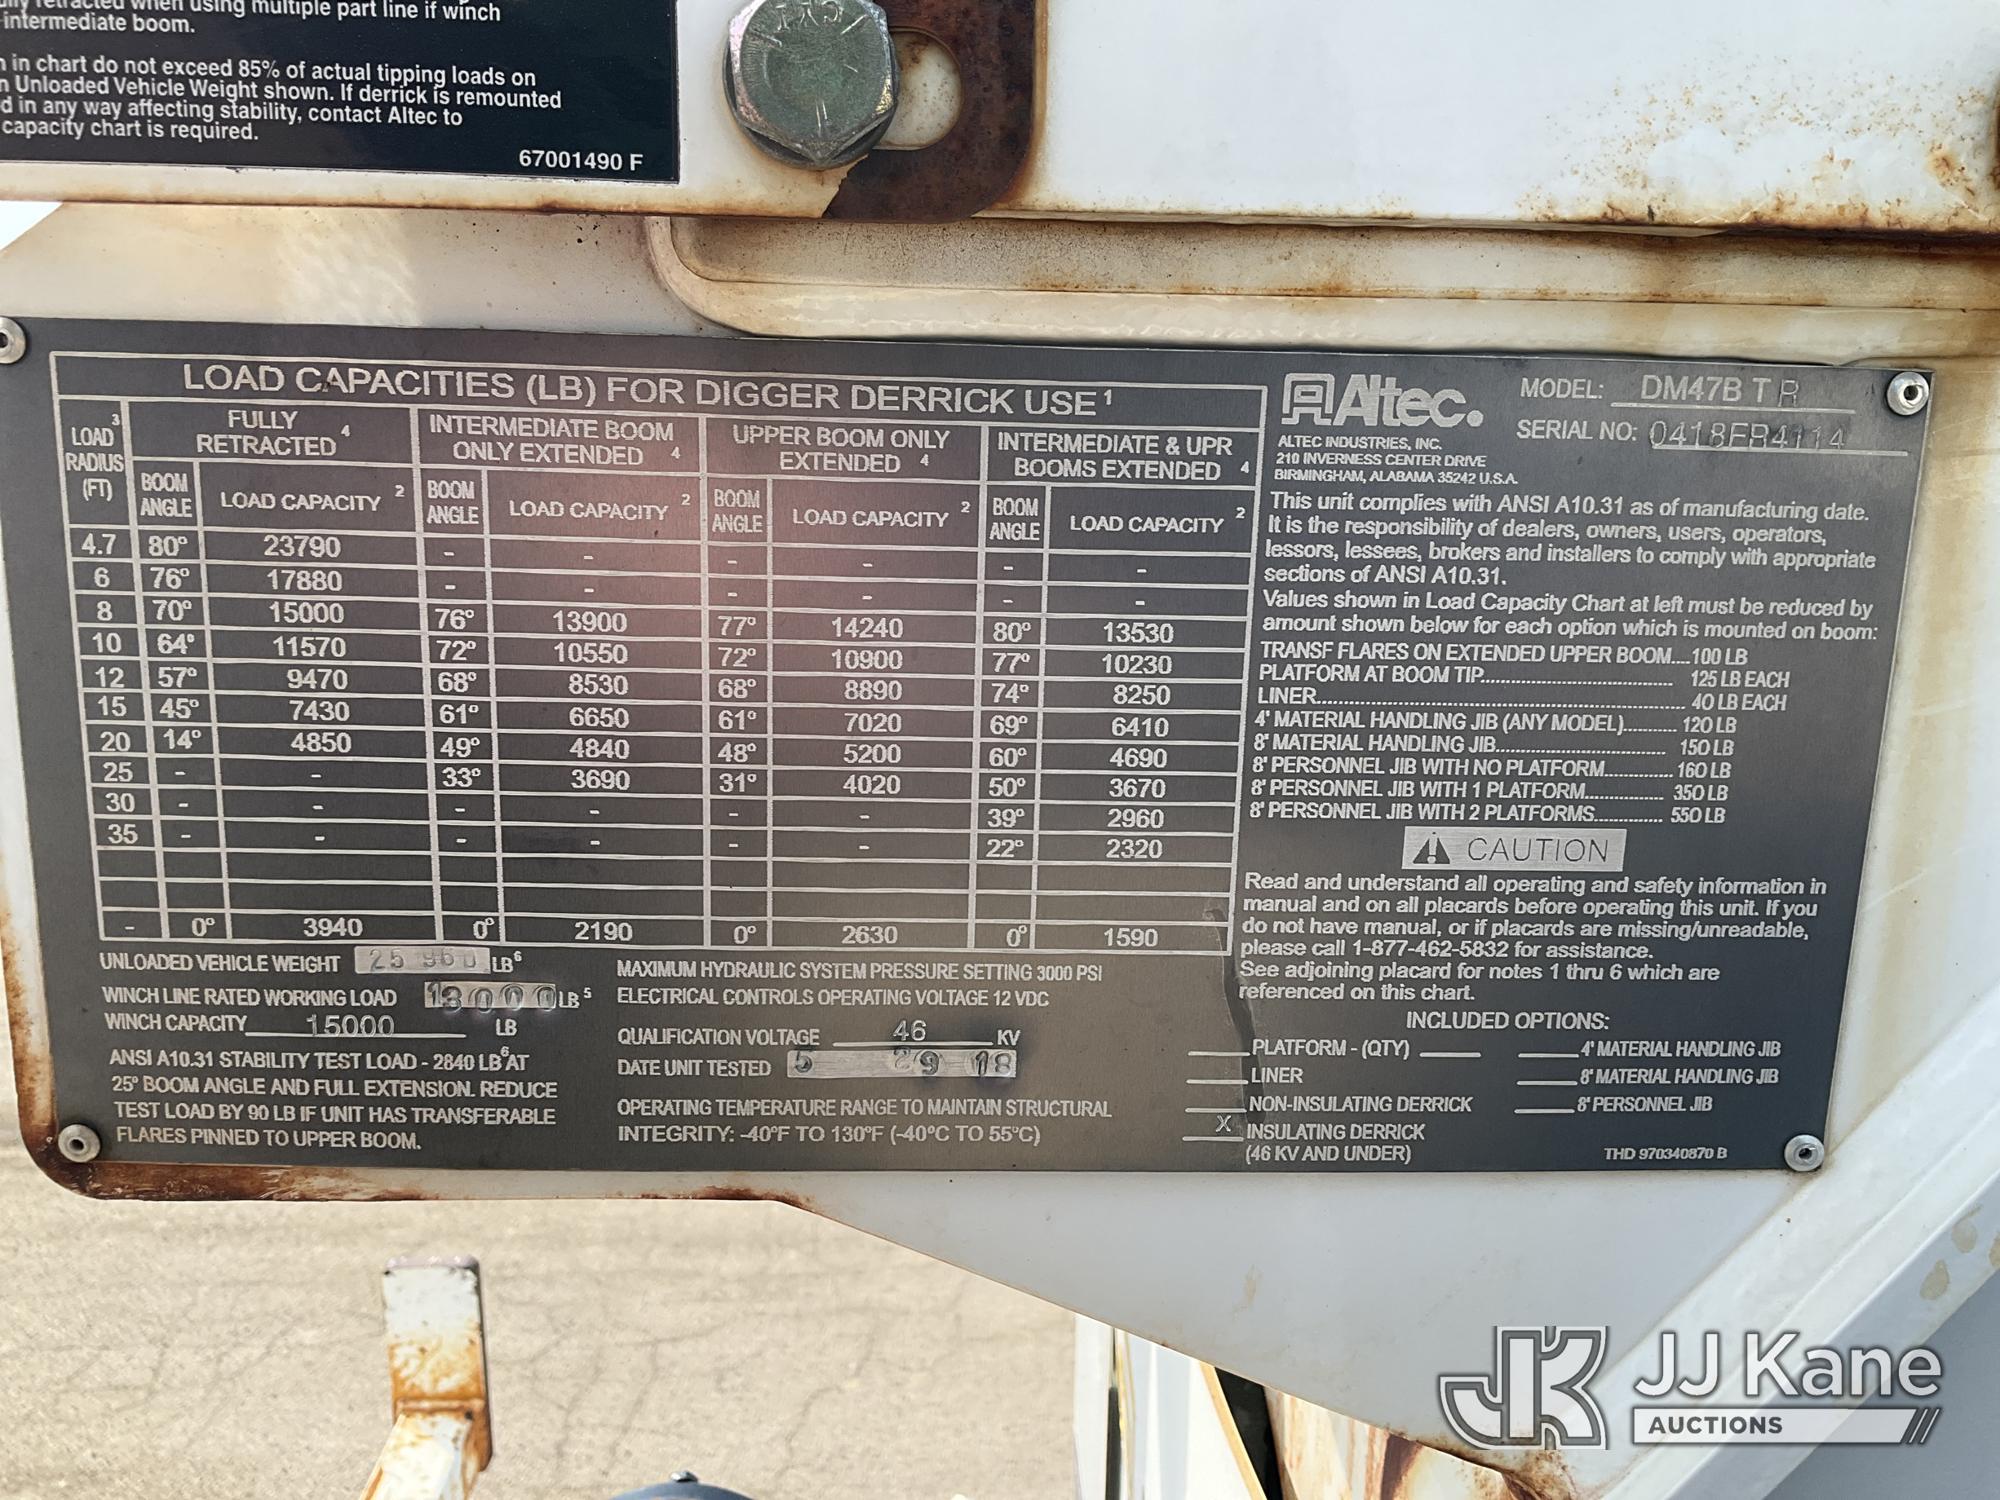 retracted when using multiple part line if winch
intermediate boom.
in chart do not exceed 85% of actual tipping loads on
Unloaded Vehicle Weight shown. If derrick is remounted
d in any way affecting stability, contact Altec to
capacity chart is required.
67001490 F
LOAD CAPACITIES (LB) FOR DIGGER DERRICK USE 1
LOAD RADIUS (FT) 3 | FULLY RETRACTED 4 | INTERMEDIATE BOOM ONLY EXTENDED 4 | UPPER BOOM ONLY EXTENDED 4 | INTERMEDIATE & UPR BOOMS EXTENDED 4
BOOM ANGLE | LOAD CAPACITY 2 | BOOM ANGLE | LOAD CAPACITY 2 | BOOM ANGLE | LOAD CAPACITY 2 | BOOM ANGLE | LOAD CAPACITY 2
4.7 80° 23790 - - - - - -
6 76° 17880 - - - - - -
8 70° 15000 76° 13900 77° 14240 80° 13530
10 64° 11570 72° 10550 72° 10900 77° 10230
12 57° 9470 68° 8530 68° 8890 74° 8250
15 45° 7430 61° 6650 61° 7020 69° 6410
20 14° 4850 49° 4840 48° 5200 60° 4690
25 - - 33° 3690 31° 4020 50° 3670
30 - - - - - - 39° 2960
35 - - - - - - 22° 2320
- 0° 3940 0° 2190 0° 2630 0° 1590
UNLOADED VEHICLE WEIGHT 25 960 LB 6
WINCH LINE RATED WORKING LOAD 13000 LB 5
WINCH CAPACITY 15000 LB
ANSI A10.31 STABILITY TEST LOAD - 2840 LB 6 AT
25° BOOM ANGLE AND FULL EXTENSION. REDUCE
TEST LOAD BY 90 LB IF UNIT HAS TRANSFERABLE
FLARES PINNED TO UPPER BOOM.
MAXIMUM HYDRAULIC SYSTEM PRESSURE SETTING 3000 PSI
ELECTRICAL CONTROLS OPERATING VOLTAGE 12 VDC
QUALIFICATION VOLTAGE 46 KV
DATE UNIT TESTED 5 29 18
OPERATING TEMPERATURE RANGE TO MAINTAIN STRUCTURAL
INTEGRITY: -40°F TO 130°F (-40°C TO 55°C)
Altec.
MODEL: DM47B T R
SERIAL NO: 0418FR4114
ALTEC INDUSTRIES, INC.
210 INVERNESS CENTER DRIVE
BIRMINGHAM, ALABAMA 35242 U.S.A.
This unit complies with ANSI A10.31 as of manufacturing date.
It is the responsibility of dealers, owners, users, operators,
lessors, lessees, brokers and installers to comply with appropriate
sections of ANSI A10.31.
Values shown in Load Capacity Chart at left must be reduced by
amount shown below for each option which is mounted on boom:
TRANSF FLARES ON EXTENDED UPPER BOOM....100 LB
PLATFORM AT BOOM TIP.................... 125 LB EACH
LINER.................... 40 LB EACH
4' MATERIAL HANDLING JIB (ANY MODEL)........... 120 LB
8' MATERIAL HANDLING JIB.................... 150 LB
8' PERSONNEL JIB WITH NO PLATFORM.............. 160 LB
8' PERSONNEL JIB WITH 1 PLATFORM................ 350 LB
8' PERSONNEL JIB WITH 2 PLATFORMS.............. 550 LB
CAUTION
Read and understand all operating and safety information in
manual and on all placards before operating this unit. If you
do not have manual, or if placards are missing/unreadable,
please call 1-877-462-5832 for assistance.
See adjoining placard for notes 1 thru 6 which are
referenced on this chart.
INCLUDED OPTIONS:
PLATFORM - (QTY) 4' MATERIAL HANDLING JIB
LINER 8' MATERIAL HANDLING JIB
NON-INSULATING DERRICK 8' PERSONNEL JIB
X INSULATING DERRICK
(46 KV AND UNDER)
THD 970340870 B
JK JJ Kane
AUCTIONS